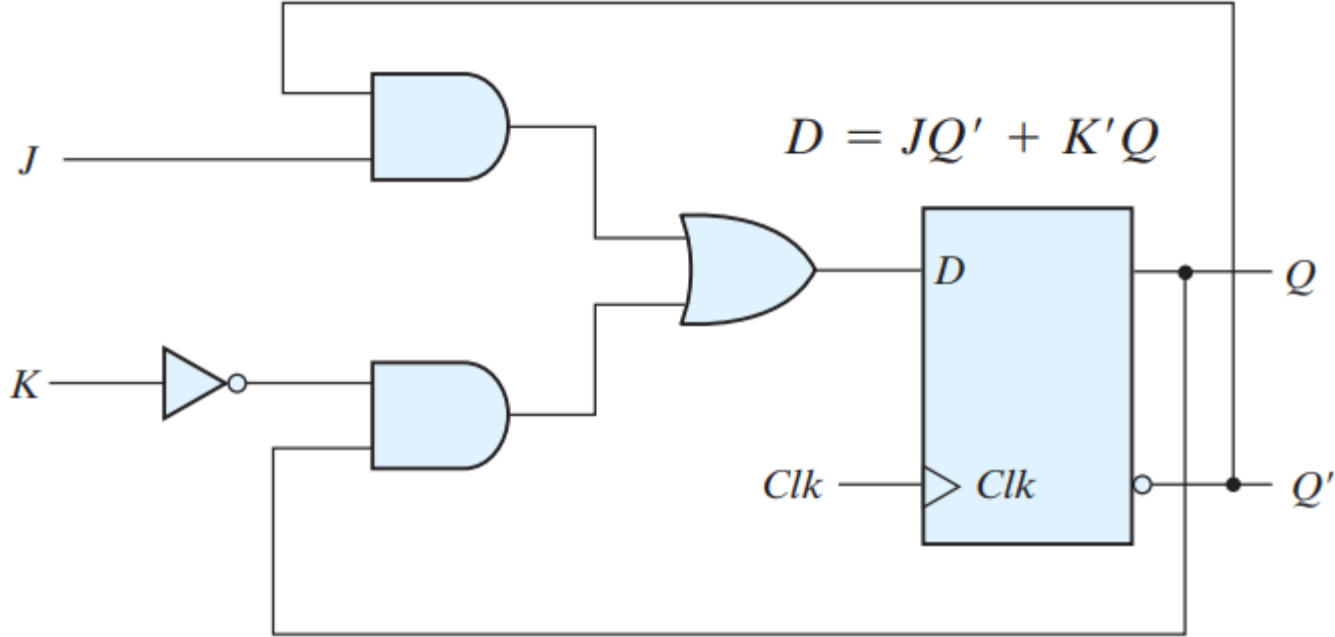 J
D = JQ′ + K′Q
D
Q
K
Clk
Clk
Q′